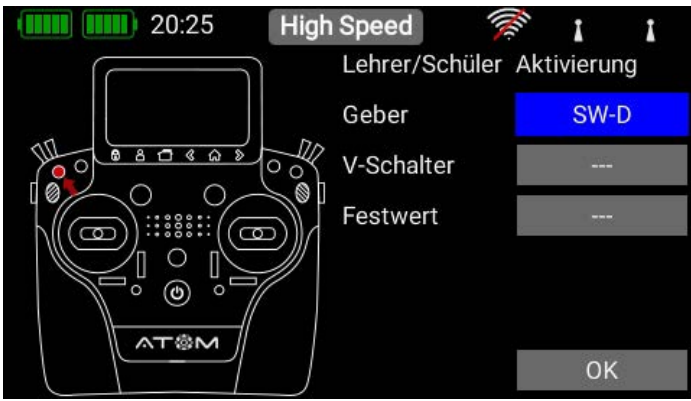 20:25 High Speed
Lehrer/Schüler Aktivierung
Geber SW-D
V-Schalter ---
Festwert ---
ATOM
OK